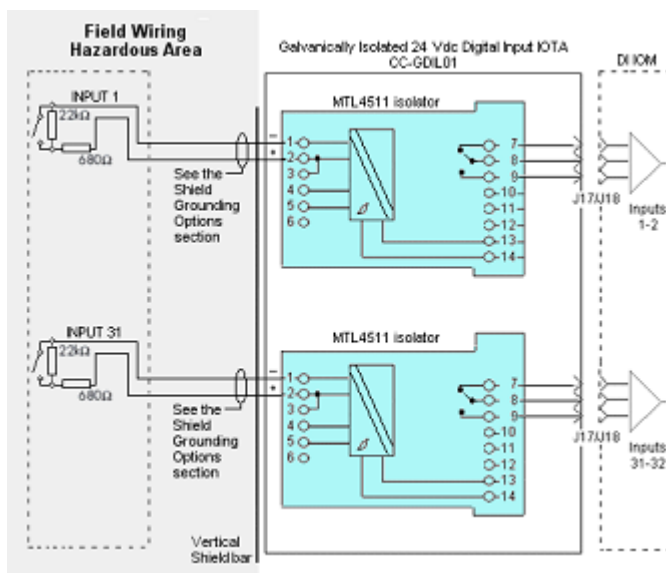 Field Wiring
Hazardous Area
Galvanically Isolated 24 Vdc Digital Input IOTA
CC-GDIL01
DI IOM
INPUT 1
22kΩ
680Ω
See the
Shield
Grounding
Options
section
MTL4511 isolator
-
+
1
2
3
4
5
6
7
8
9
10
11
12
13
14
J17/J18
Inputs
1-2
INPUT 31
22kΩ
680Ω
See the
Shield
Grounding
Options
section
MTL4511 isolator
-
+
1
2
3
4
5
6
7
8
9
10
11
12
13
14
J17/J18
Inputs
31-32
Vertical
Shield bar